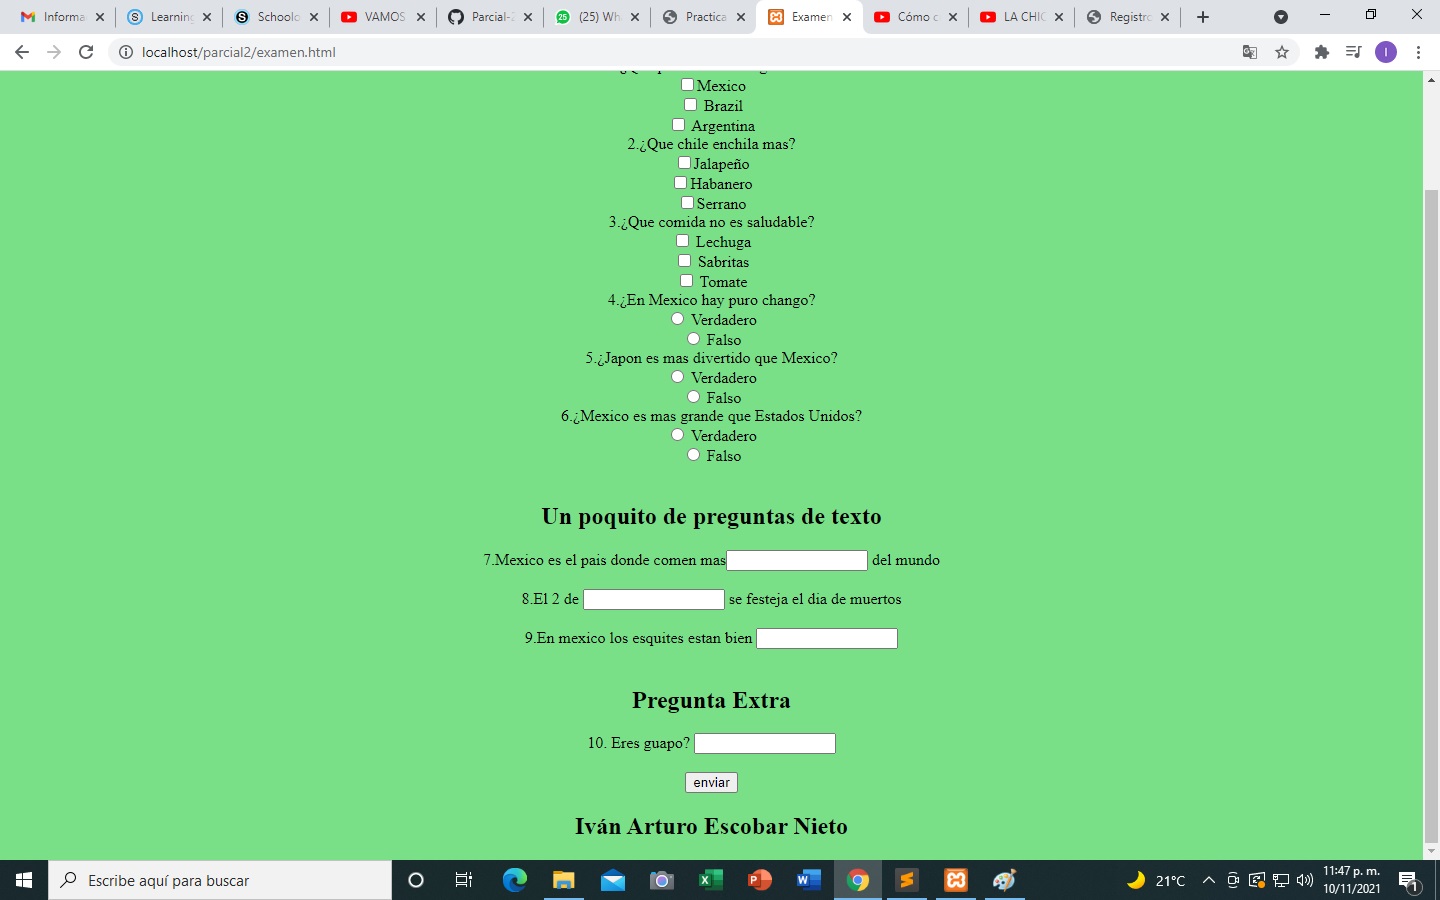 Informa
Learning
Schoolo
VAMOS
Parcial-2
(25) Wh
Practica
Examen
Cómo c
LA CHIC
Registro
localhost/parcial2/examen.html
I
Mexico
Brazil
Argentina
2.¿Que chile enchila mas?
Jalapeño
Habanero
Serrano
3.¿Que comida no es saludable?
Lechuga
Sabritas
Tomate
4.¿En Mexico hay puro chango?
Verdadero
Falso
5.¿Japon es mas divertido que Mexico?
Verdadero
Falso
6.¿Mexico es mas grande que Estados Unidos?
Verdadero
Falso
Un poquito de preguntas de texto
7.Mexico es el pais donde comen mas del mundo
8.El 2 de se festeja el dia de muertos
9.En mexico los esquites estan bien
Pregunta Extra
10. Eres guapo?
enviar
Iván Arturo Escobar Nieto
Escribe aquí para buscar
21°C
11:47 p. m.
10/11/2021
1